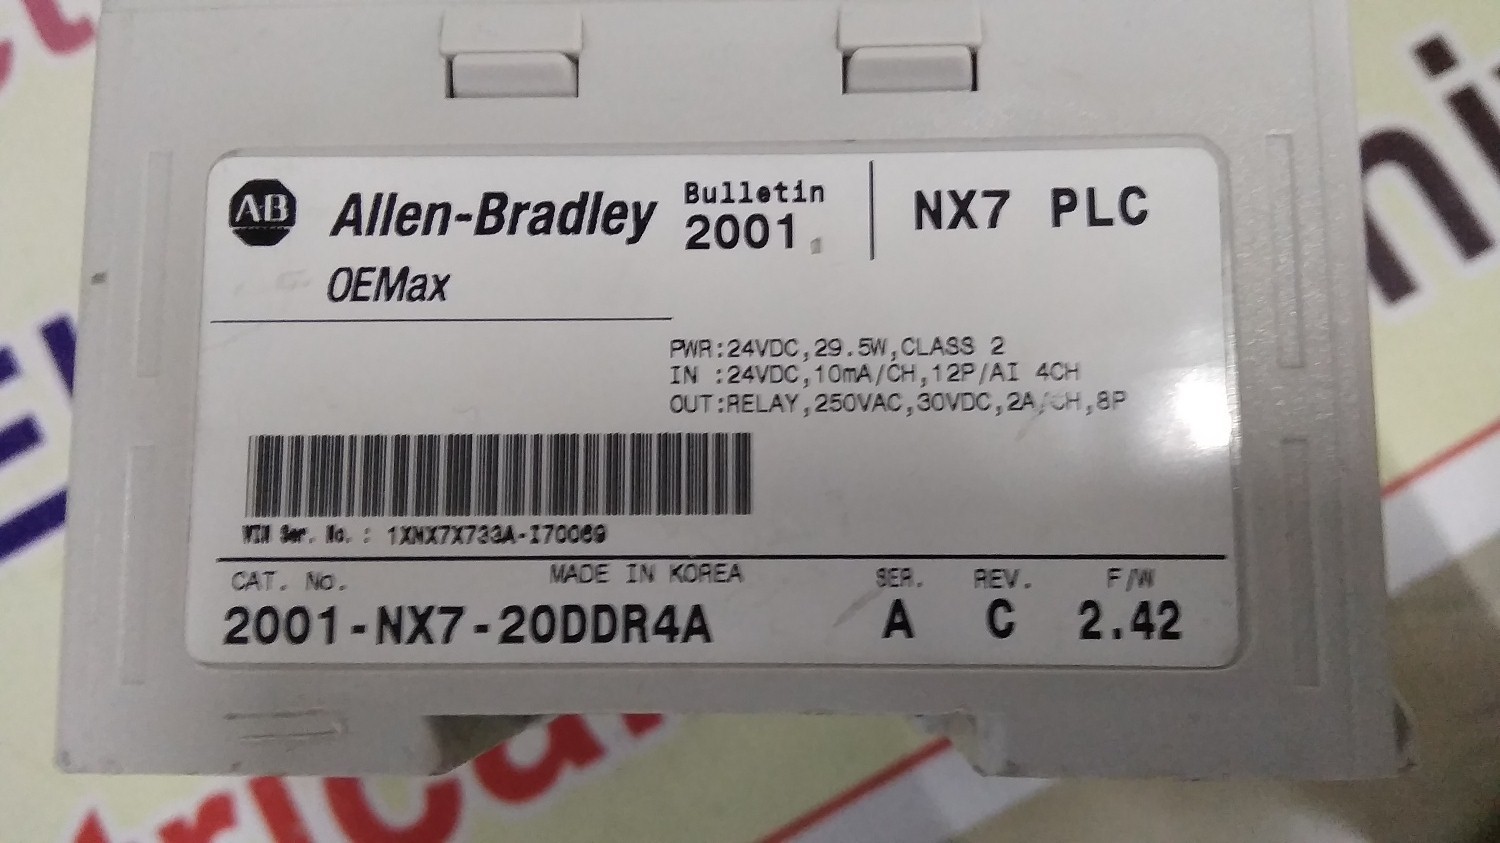 A·B Allen-Bradley Bulletin 2001 NX7 PLC
OEMax
PWR:24VDC,29.5W,CLASS 2
IN :24VDC,10mA/CH,12P/AI 4CH
OUT:RELAY,250VAC,30VDC,2A/CH,8P
Ser. No. : 1XNX7X733A-I70069
CAT. No. MADE IN KOREA SER. REV. F/W
2001-NX7-20DDR4A A C 2.42